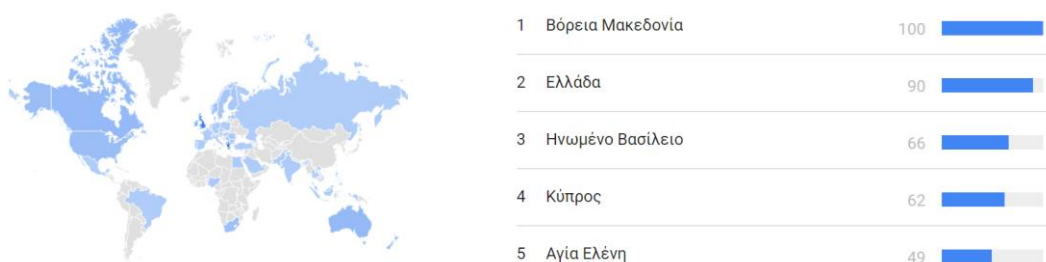 1 Βόρεια Μακεδονία 100
2 Ελλάδα 90
3 Ηνωμένο Βασίλειο 66
4 Κύπρος 62
5 Αγία Ελένη 49